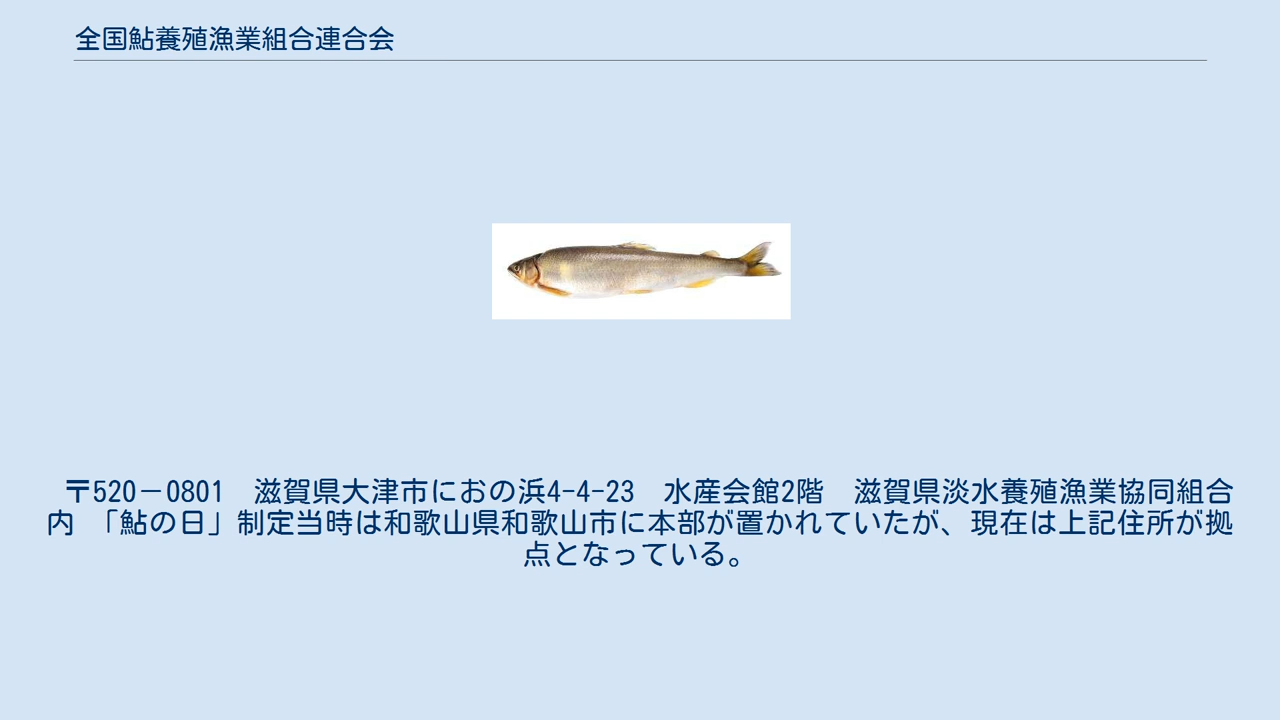 全国鮎養殖漁業組合連合会
〒520－0801　滋賀県大津市におの浜4-4-23　水産会館2階　滋賀県淡水養殖漁業協同組合
内　「鮎の日」制定当時は和歌山県和歌山市に本部が置かれていたが、現在は上記住所が拠
点となっている。